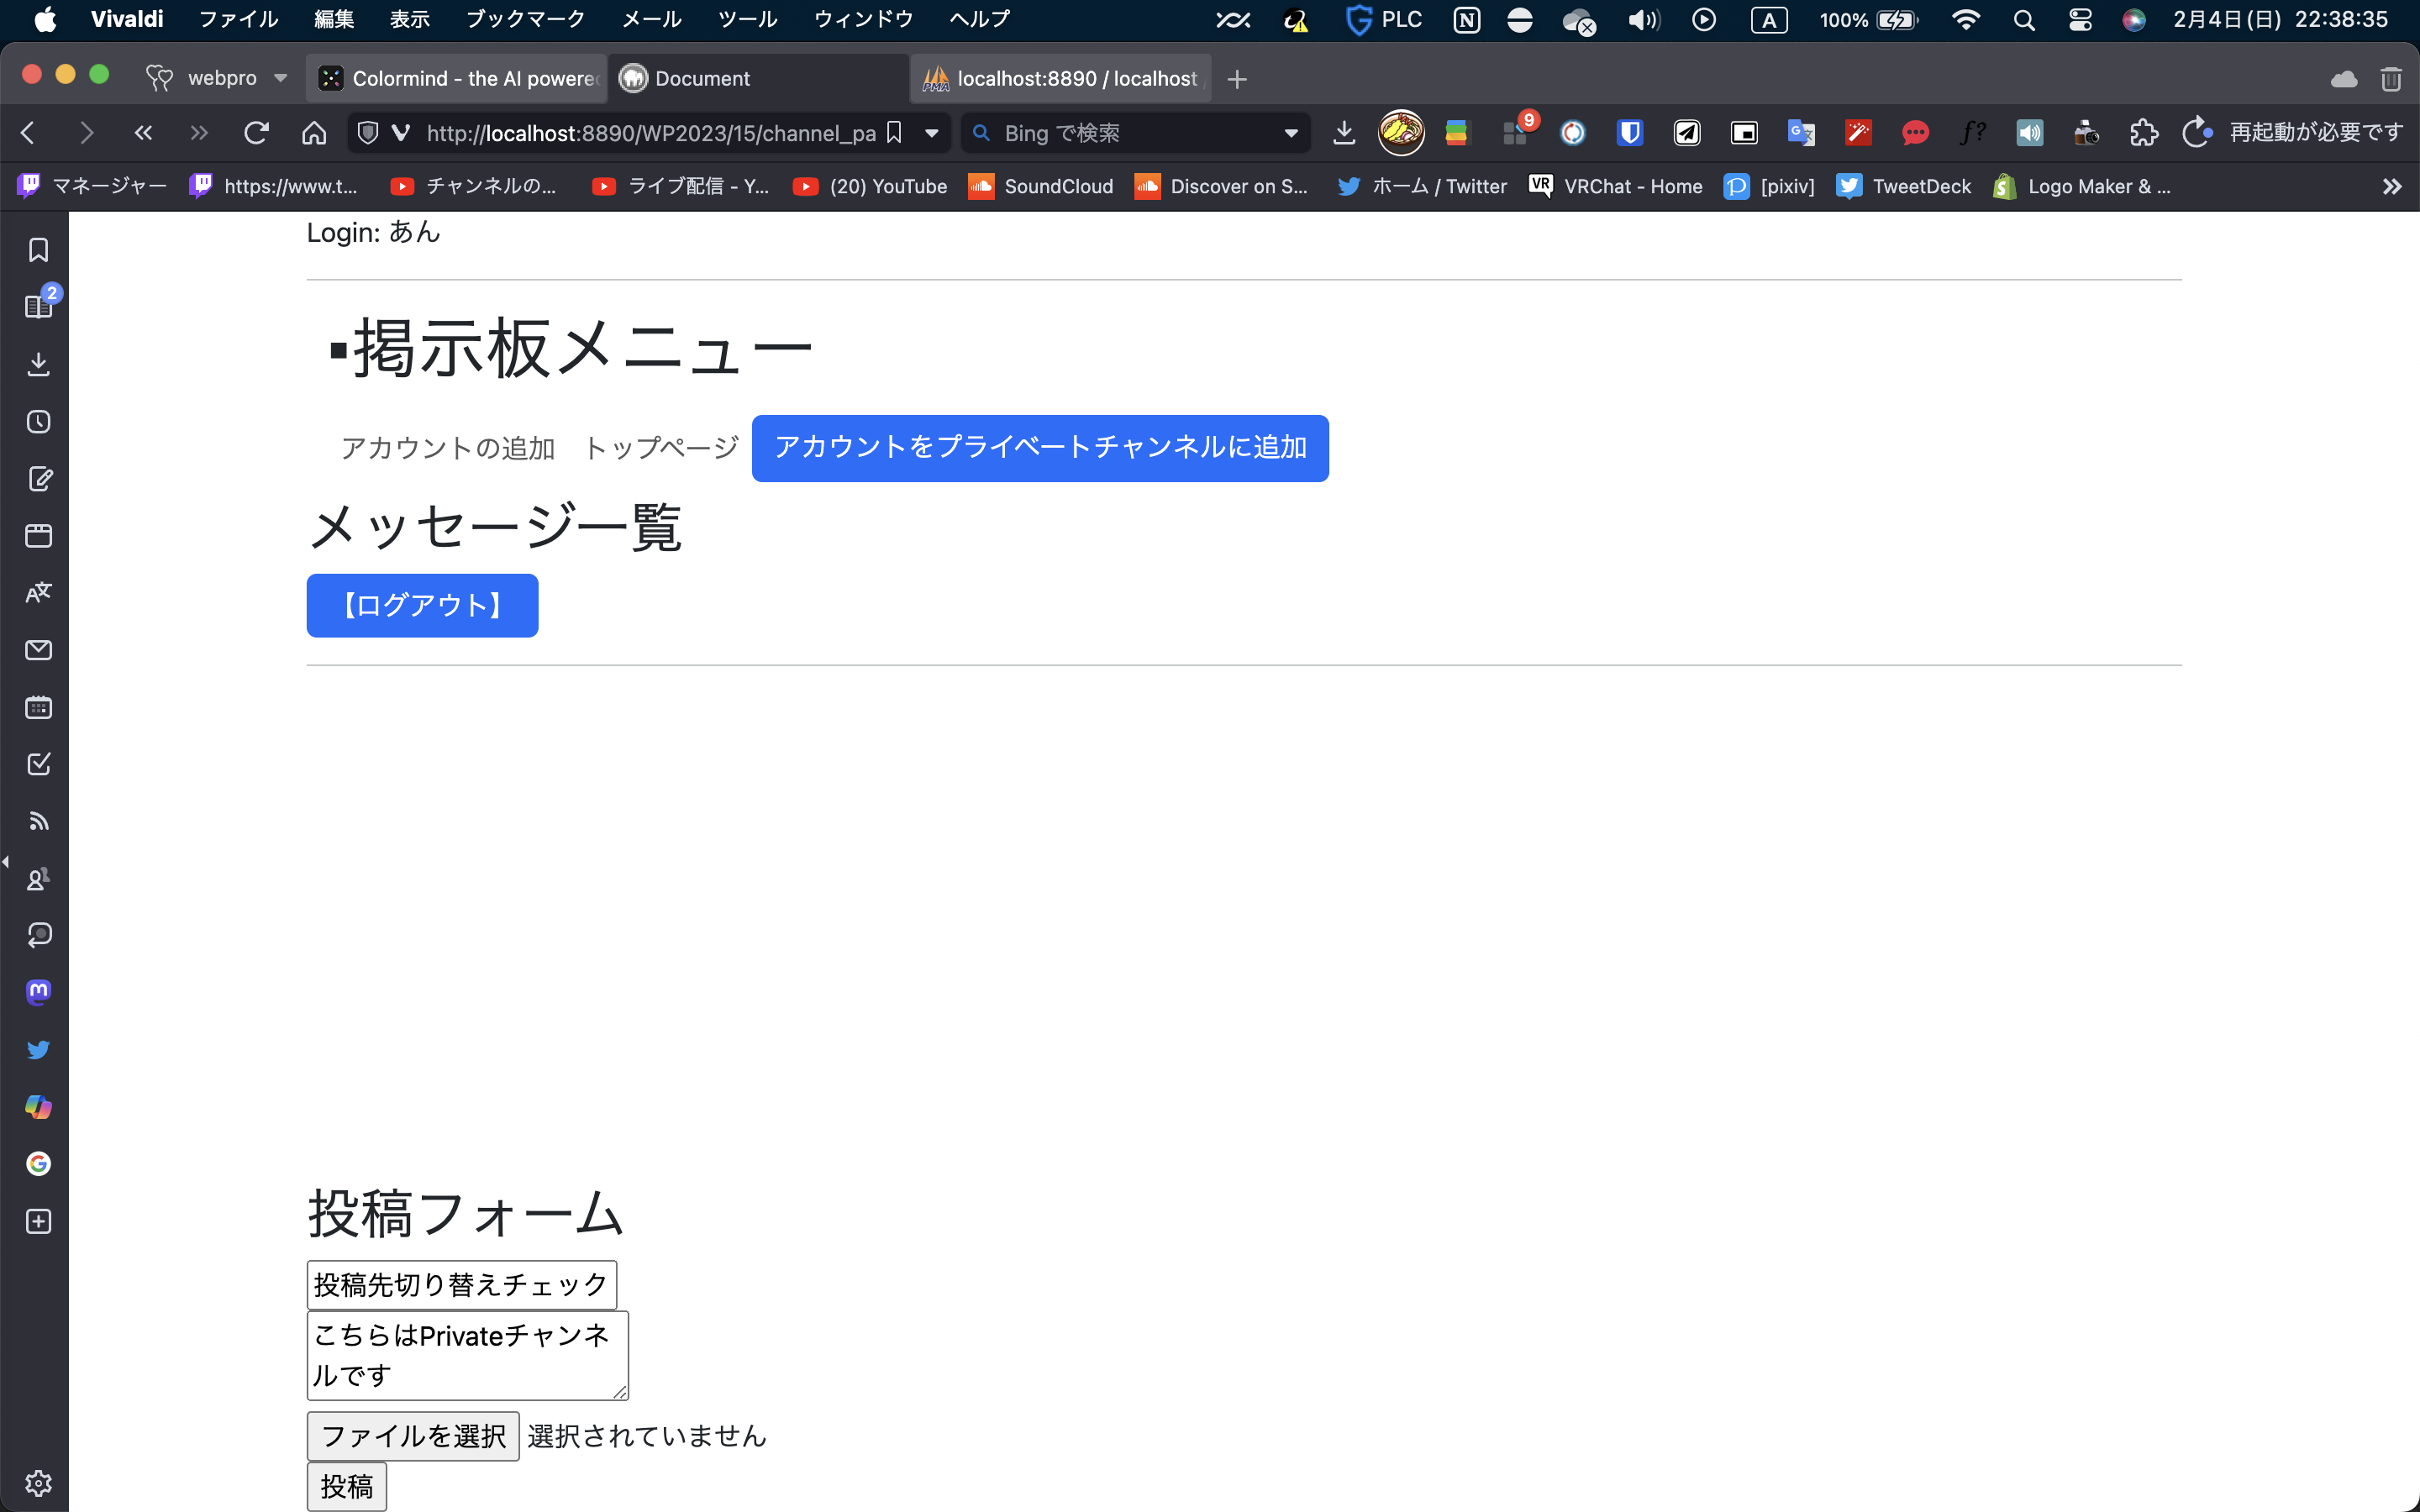 Vivaldi ファイル 編集 表示 ブックマーク メール ツール ウィンドウ ヘルプ PLC A 100% 2月4日(日) 22:38:35
webpro Colormind - the AI powere Document localhost:8890 / localhost
http://localhost:8890/WP2023/15/channel_pa Bing で検索 9 再起動が必要です
マネージャー https://www.t... チャンネルの... ライブ配信 - Y... (20) YouTube SoundCloud Discover on S... ホーム / Twitter VRChat - Home [pixiv] TweetDeck Logo Maker & ...
2
Login: あん
▪掲示板メニュー
アカウントの追加 トップページ アカウントをプライベートチャンネルに追加
メッセージ一覧
【ログアウト】
投稿フォーム
投稿先切り替えチェック
こちらはPrivateチャンネ
ルです
ファイルを選択 選択されていません
投稿